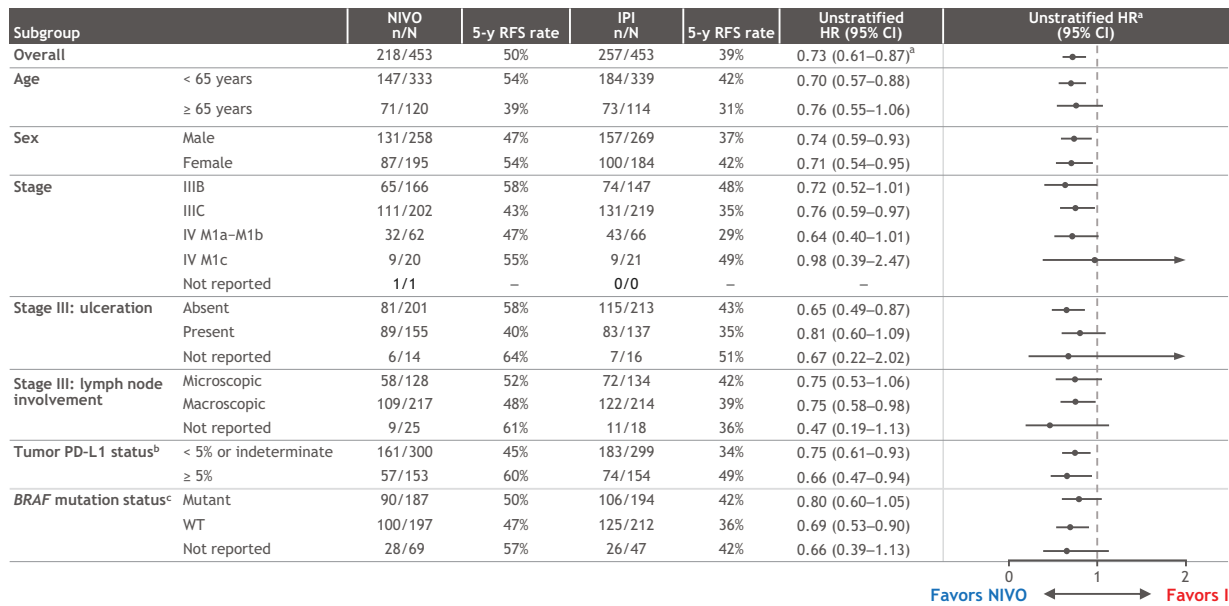 Subgroup NIVO n/N 5-y RFS rate IPI n/N 5-y RFS rate Unstratified HR (95% CI) Unstratified HRᵃ (95% CI)
Overall 218/453 50% 257/453 39% 0.73 (0.61–0.87)ᵃ
Age < 65 years 147/333 54% 184/339 42% 0.70 (0.57–0.88)
≥ 65 years 71/120 39% 73/114 31% 0.76 (0.55–1.06)
Sex Male 131/258 47% 157/269 37% 0.74 (0.59–0.93)
Female 87/195 54% 100/184 42% 0.71 (0.54–0.95)
Stage IIIB 65/166 58% 74/147 48% 0.72 (0.52–1.01)
IIIC 111/202 43% 131/219 35% 0.76 (0.59–0.97)
IV M1a–M1b 32/62 47% 43/66 29% 0.64 (0.40–1.01)
IV M1c 9/20 55% 9/21 49% 0.98 (0.39–2.47)
Not reported 1/1 – 0/0 – –
Stage III: ulceration Absent 81/201 58% 115/213 43% 0.65 (0.49–0.87)
Present 89/155 40% 83/137 35% 0.81 (0.60–1.09)
Not reported 6/14 64% 7/16 51% 0.67 (0.22–2.02)
Stage III: lymph node involvement Microscopic 58/128 52% 72/134 42% 0.75 (0.53–1.06)
Macroscopic 109/217 48% 122/214 39% 0.75 (0.58–0.98)
Not reported 9/25 61% 11/18 36% 0.47 (0.19–1.13)
Tumor PD-L1 statusᵇ < 5% or indeterminate 161/300 45% 183/299 34% 0.75 (0.61–0.93)
≥ 5% 57/153 60% 74/154 49% 0.66 (0.47–0.94)
BRAF mutation statusᶜ Mutant 90/187 50% 106/194 42% 0.80 (0.60–1.05)
WT 100/197 47% 125/212 36% 0.69 (0.53–0.90)
Not reported 28/69 57% 26/47 42% 0.66 (0.39–1.13)
0 1 2
Favors NIVO Favors I